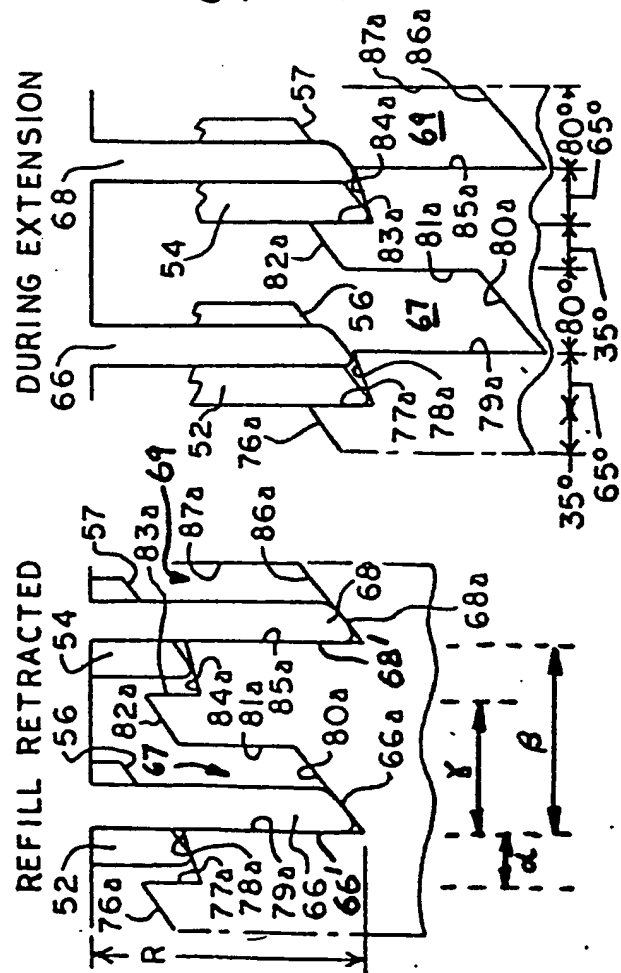 REFILL RETRACTED
52
56
54
57
76a
67
82a
83a
69
R
77a
78a
79a
66
66'
66a
80a
81a
84a
85a
68'
87a
86a
68
68a
α
γ
β
DURING EXTENSION
66
68
52
54
57
76a
56
82a
84a
87a
86a
67
69
77a
78a
79a
83a
81a
80a
85a
35°
65°
80°
35°
65°
80°